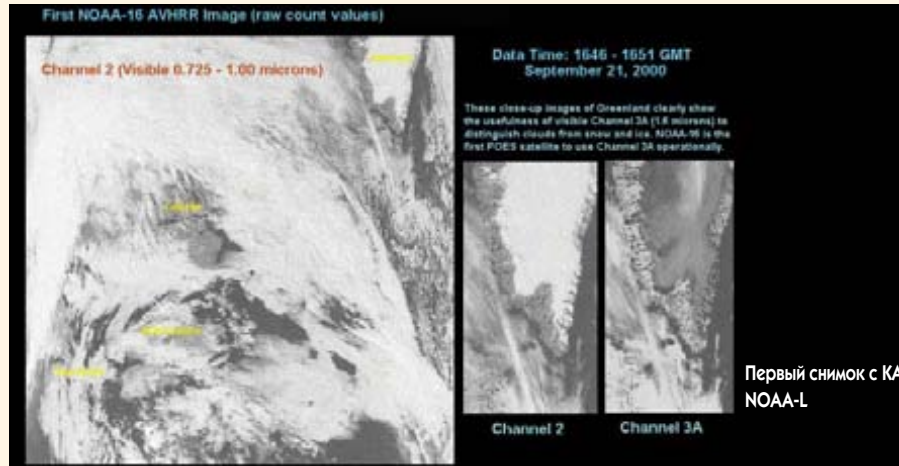 First NOAA-16 AVHRR Image (raw count values)
Channel 2 (Visible 0.725 - 1.00 microns)
Data Time: 1646 - 1651 GMT
September 21, 2000
These close-up images of Greenland clearly show
the usefulness of visible Channel 3A (1.6 microns) to
distinguish clouds from snow and ice. NOAA-16 is the
first POES satellite to use Channel 3A operationally.
Channel 2
Channel 3A
Первый снимок с КА
NOAA-L